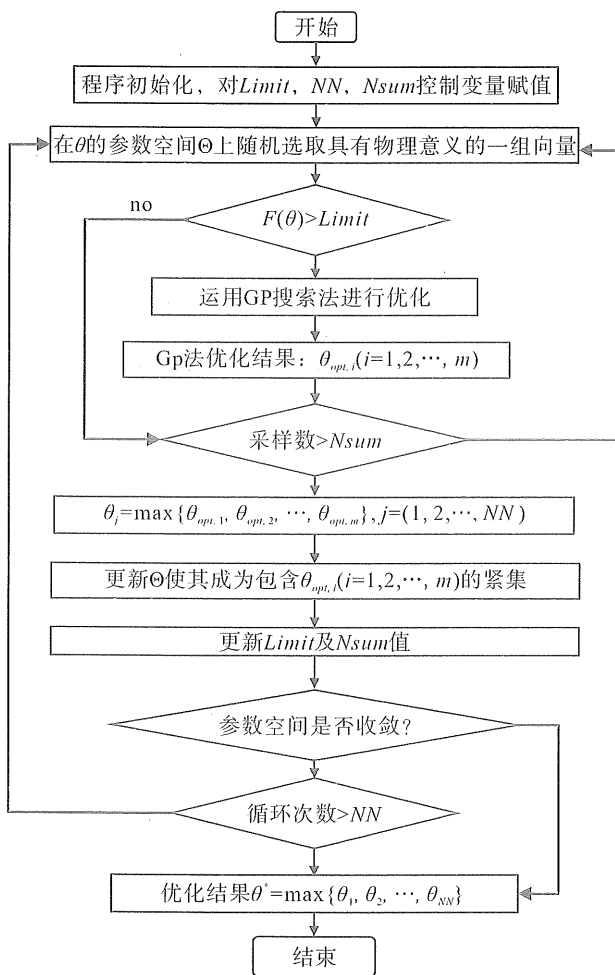 开始
程序初始化，对Limit，NN，Nsum控制变量赋值
在θ的参数空间Θ上随机选取具有物理意义的一组向量
no
F(θ)>Limit
运用GP搜索法进行优化
Gp法优化结果：θopt,i(i=1,2,…, m)
采样数>Nsum
θj=max{θopt,1, θopt,2, …, θopt,m}, j=(1, 2,…, NN )
更新Θ使其成为包含θopt,i(i=1,2,…, m)的紧集
更新Limit及Nsum值
参数空间是否收敛？
循环次数>NN
优化结果θ*=max{θ1, θ2, …, θNN}
结束